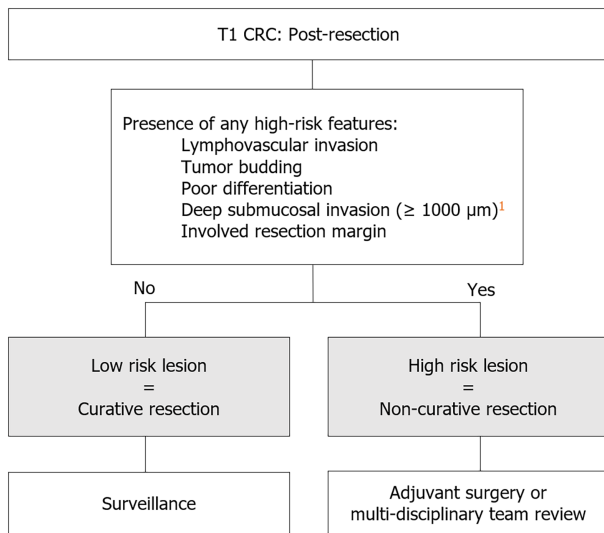 T1 CRC: Post-resection
Presence of any high-risk features:
Lymphovascular invasion
Tumor budding
Poor differentiation
Deep submucosal invasion (≥ 1000 μm)¹
Involved resection margin
No
Yes
Low risk lesion
=
Curative resection
High risk lesion
=
Non-curative resection
Surveillance
Adjuvant surgery or
multi-disciplinary team review